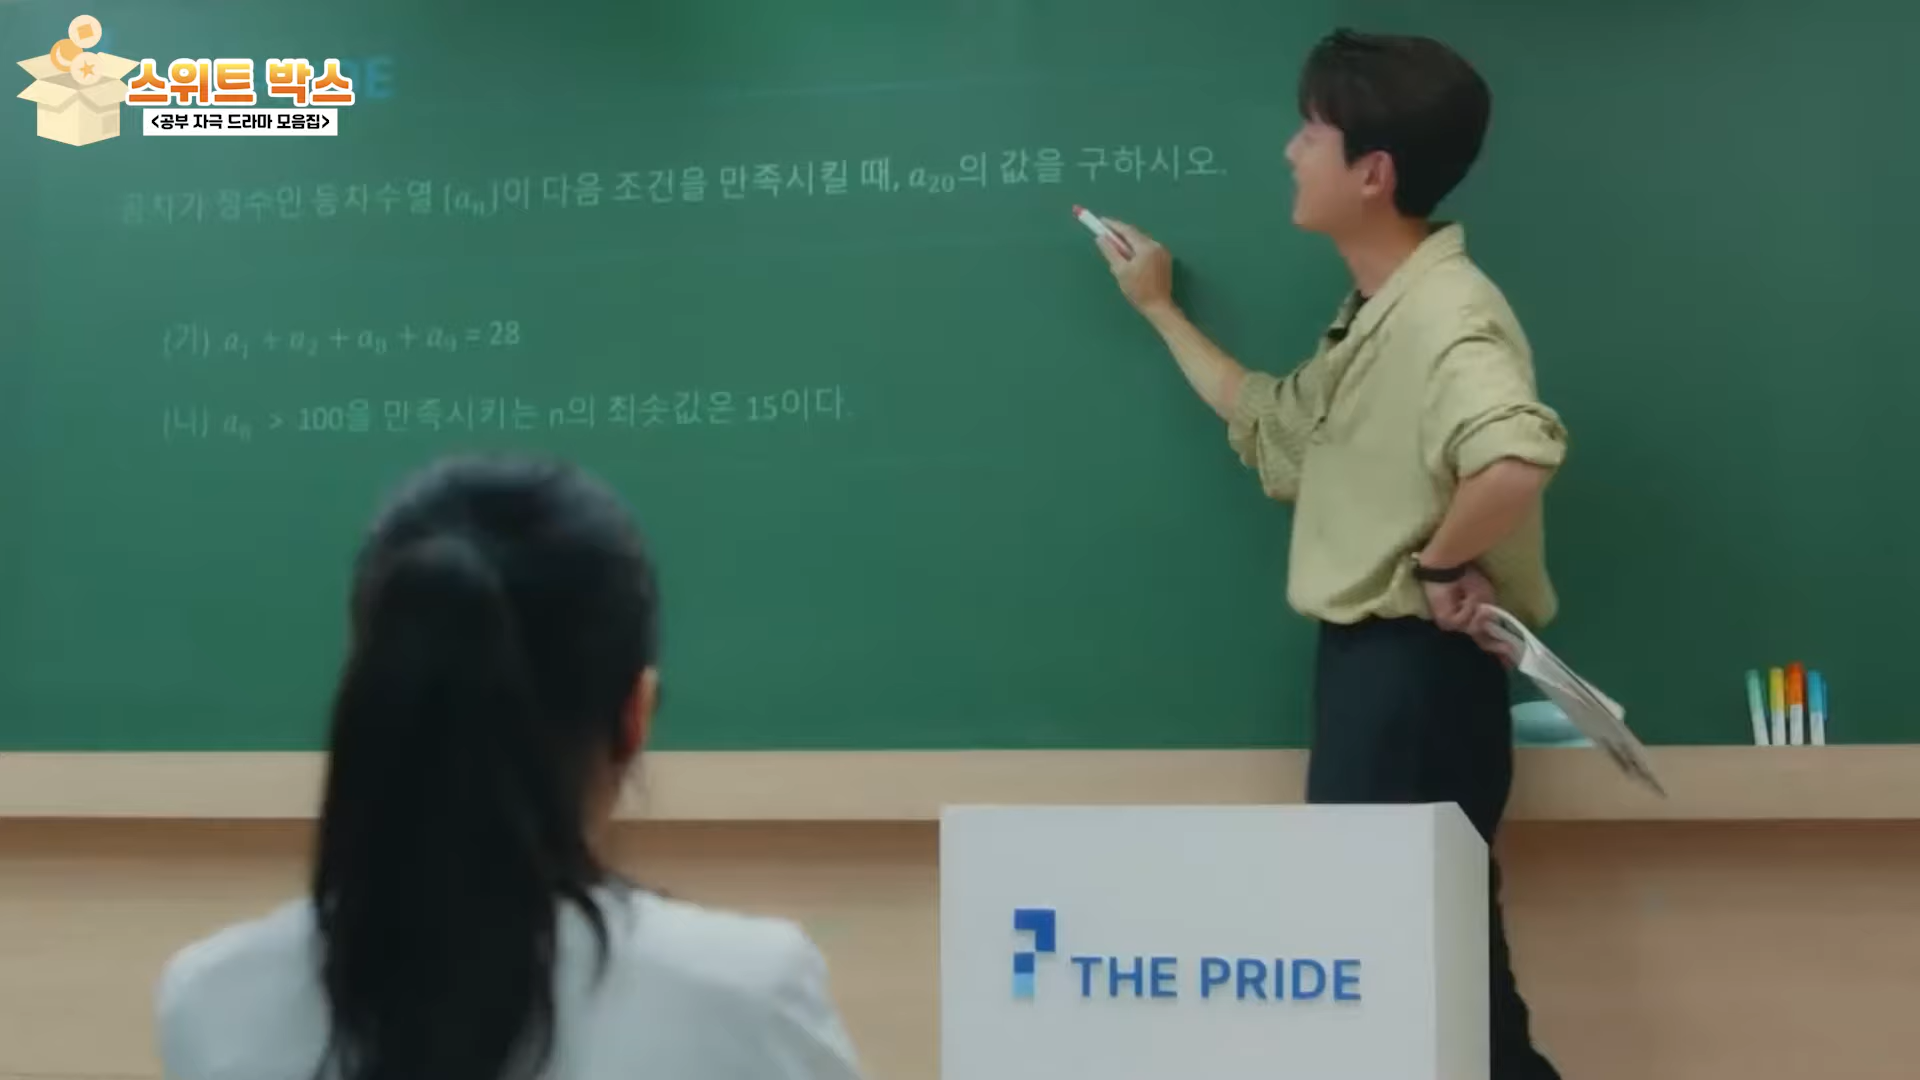 스위트 박스
<공부 자극 드라마 모음집>
공차가 정수인 등차수열 {aₙ}이 다음 조건을 만족시킬 때, a₂₀의 값을 구하시오.
(가) a₁ + a₂ + a₈ + a₉ = 28
(나) aₙ > 100을 만족시키는 n의 최솟값은 15이다.
THE PRIDE